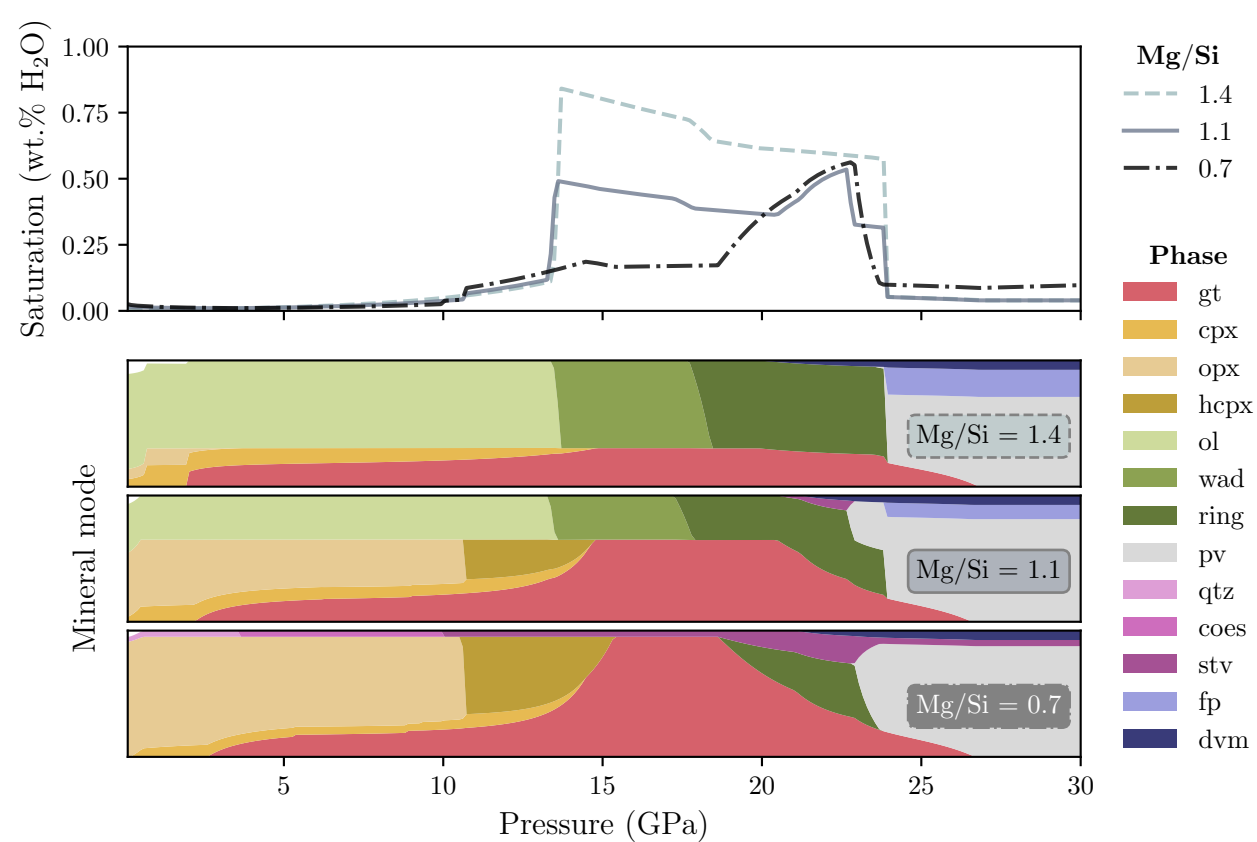 Saturation (wt.% H₂O)
1.00
0.75
0.50
0.25
0.00
Mg/Si
1.4
1.1
0.7
Phase
gt
cpx
opx
hcpx
ol
wad
ring
pv
qtz
coes
stv
fp
dvm
Mineral mode
Mg/Si = 1.4
Mg/Si = 1.1
Mg/Si = 0.7
5
10
15
20
25
30
Pressure (GPa)